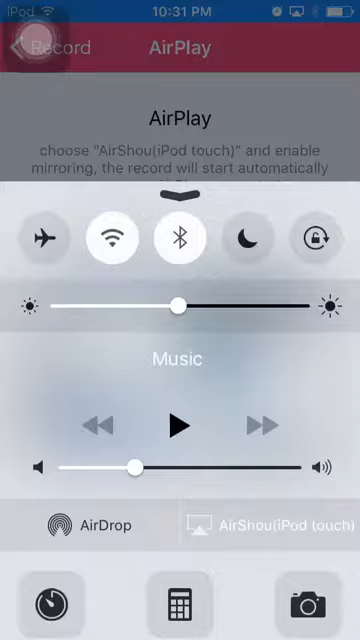 iPod 10:31 PM
Record AirPlay
AirPlay
choose "AirShou(iPod touch)" and enable
mirroring, the record will start automatically
Music
AirDrop AirShou(iPod touch)